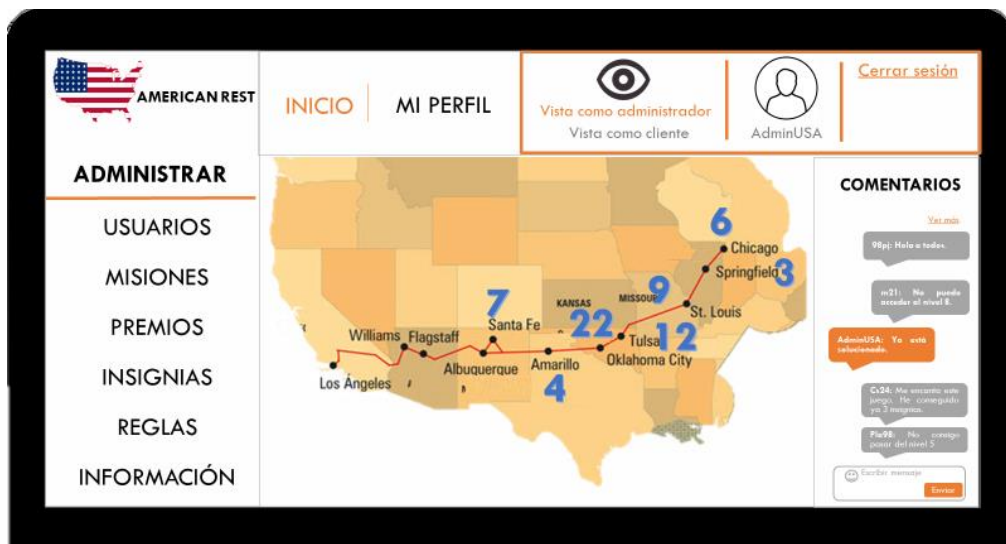 AMERICAN REST
INICIO
MI PERFIL
Vista como administrador
Vista como cliente
AdminUSA
Cerrar sesión
ADMINISTRAR
USUARIOS
MISIONES
PREMIOS
INSIGNIAS
REGLAS
INFORMACIÓN
6
Chicago
Springfield
3
9
MISSOURI
St. Louis
KANSAS
7
Santa Fe
22
12
Tulsa
Oklahoma City
Williams
Flagstaff
Albuquerque
Amarillo
4
Los Ángeles
COMENTARIOS
Ver más
98pj: Hola a todos.
m21: No puedo
acceder al nivel 8.
AdminUSA: Ya está
solucionado.
Cs24: Me encanta este
juego. He conseguido
ya 3 insignias.
Pla98: No consigo
pasar del nivel 5
Escribir mensaje
Enviar